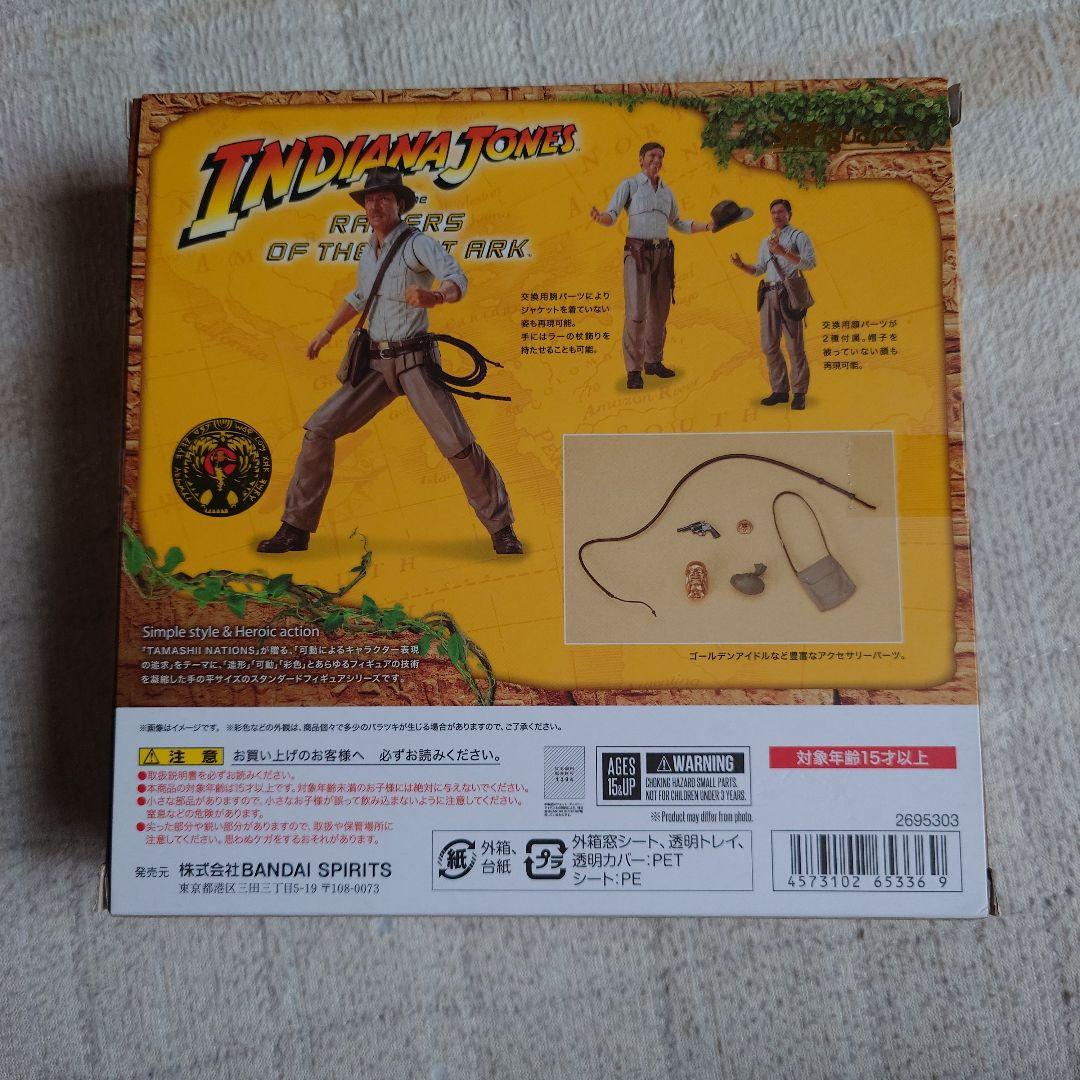 INDIANA JONES
S.H.Figuarts
RAIDERS
OF THE LOST ARK
交換用腕パーツにより
ジャケットを着ていない
姿も再現可能。
手にはラーの杖飾りを
持たせることも可能。
交換用顔パーツが
2種付属。帽子を
被っていない顔も
再現可能。
ゴールデンアイドルなど豊富なアクセサリーパーツ。
Simple style & Heroic action
「TAMASHII NATIONS」が贈る、「可動によるキャラクター表現
の追求」をテーマに、「造形」「可動」「彩色」とあらゆるフィギュアの技術
を凝縮した手の平サイズのスタンダードフィギュアシリーズです。
※画像はイメージです。 ※彩色などの外観は、商品個々で多少のバラツキが生じる場合がありますので、ご了承ください。
注意 お買い上げのお客様へ 必ずお読みください。
●取扱説明書を必ずお読みください。
●本商品の対象年齢は15才以上です。対象年齢未満のお子様には絶対に与えないでください。
●小さな部品がありますので、小さなお子様が誤って飲み込まないように注意してください。
窒息などの危険があります。
●尖った部分や鋭い部分がありますので、取扱や保管場所に
注意してください。思わぬケガをするおそれがあります。
発売元 株式会社BANDAI SPIRITS
東京都港区三田三丁目5-19 〒108-0073
1394
AGES
15&UP
WARNING
CHOKING HAZARD SMALL PARTS.
NOT FOR CHILDREN UNDER 3 YEARS.
※Product may differ from photo.
対象年齢15才以上
2695303
紙 外箱、
台紙
プラ 外箱窓シート、透明トレイ、
透明カバー:PET
シート:PE
4573102 65336 9